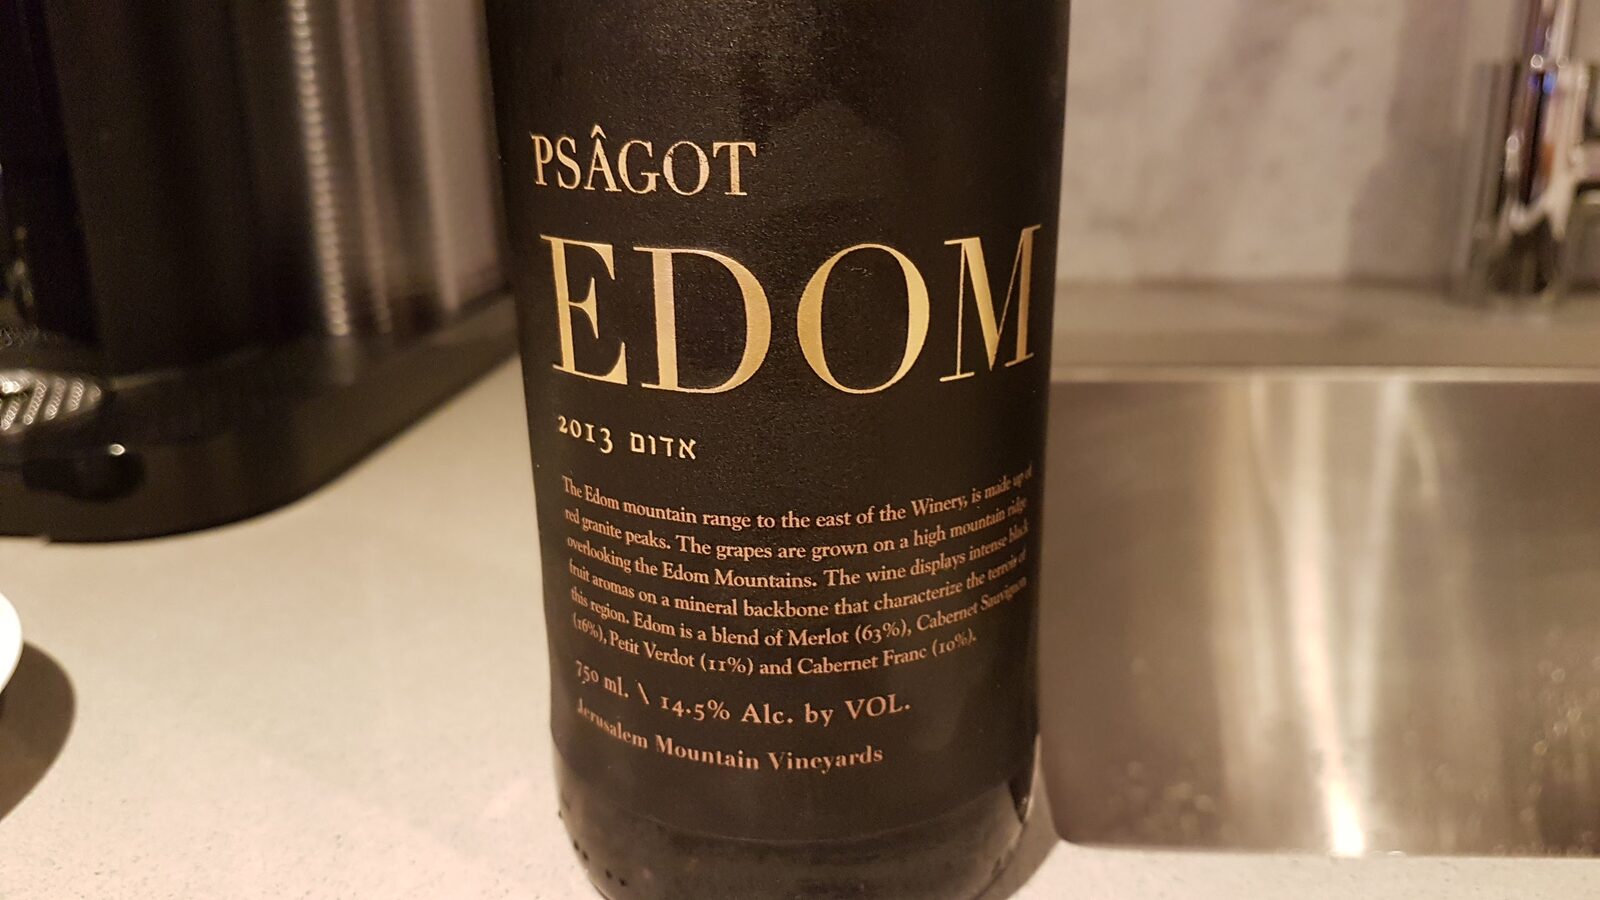 PSÂGOT
EDOM
2013 אדום
The Edom mountain range to the east of the Winery, is made up of
red granite peaks. The grapes are grown on a high mountain ridge
overlooking the Edom Mountains. The wine displays intense black
fruit aromas on a mineral backbone that characterize the terroir of
this region. Edom is a blend of Merlot (63%), Cabernet Sauvignon
(16%), Petit Verdot (11%) and Cabernet Franc (10%).
750 ml. \ 14.5% Alc. by VOL.
Jerusalem Mountain Vineyards